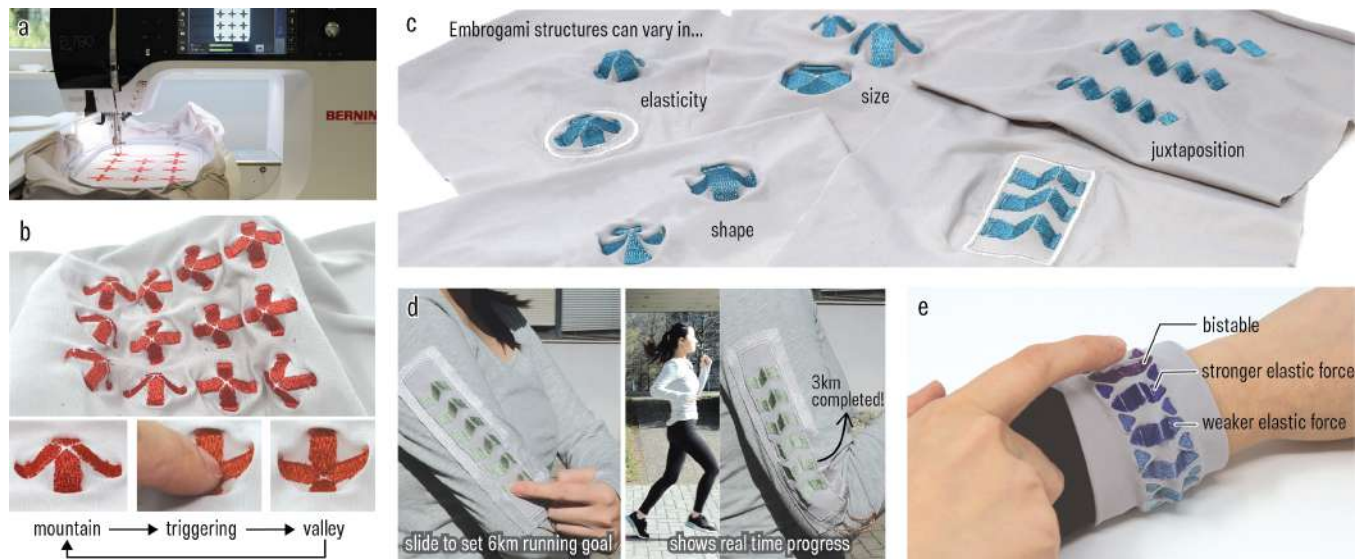 a
BERNIN
b
mountain
triggering
valley
c
Embrogami structures can vary in...
elasticity
size
juxtaposition
shape
d
slide to set 6km running goal
shows real time progress
3km
completed!
e
bistable
stronger elastic force
weaker elastic force